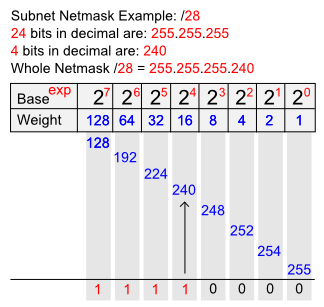 Subnet Netmask Example: /28
24 bits in decimal are: 255.255.255
4 bits in decimal are: 240
Whole Netmask /28 = 255.255.255.240
Base^exp 2^7 2^6 2^5 2^4 2^3 2^2 2^1 2^0
Weight 128 64 32 16 8 4 2 1
128
192
224
240
248
252
254
255
1 1 1 1 0 0 0 0